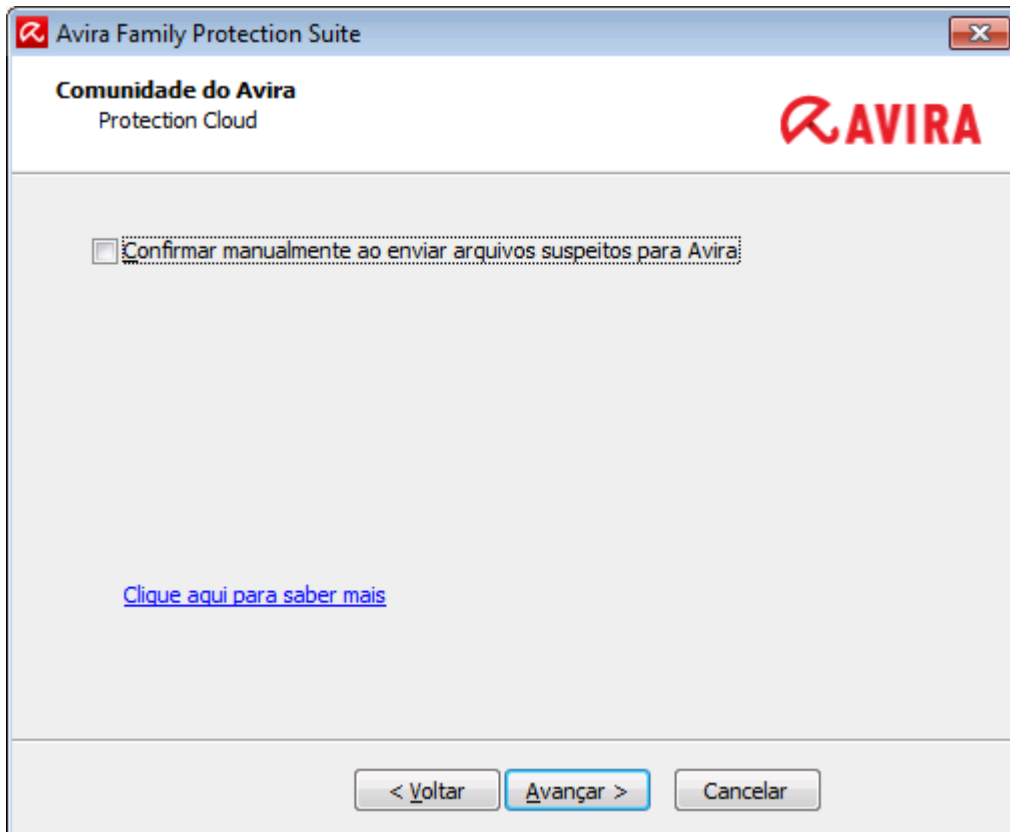 Avira Family Protection Suite
Comunidade do Avira
Protection Cloud
AVIRA
Confirmar manualmente ao enviar arquivos suspeitos para Avira
Clique aqui para saber mais
< Voltar Avançar > Cancelar